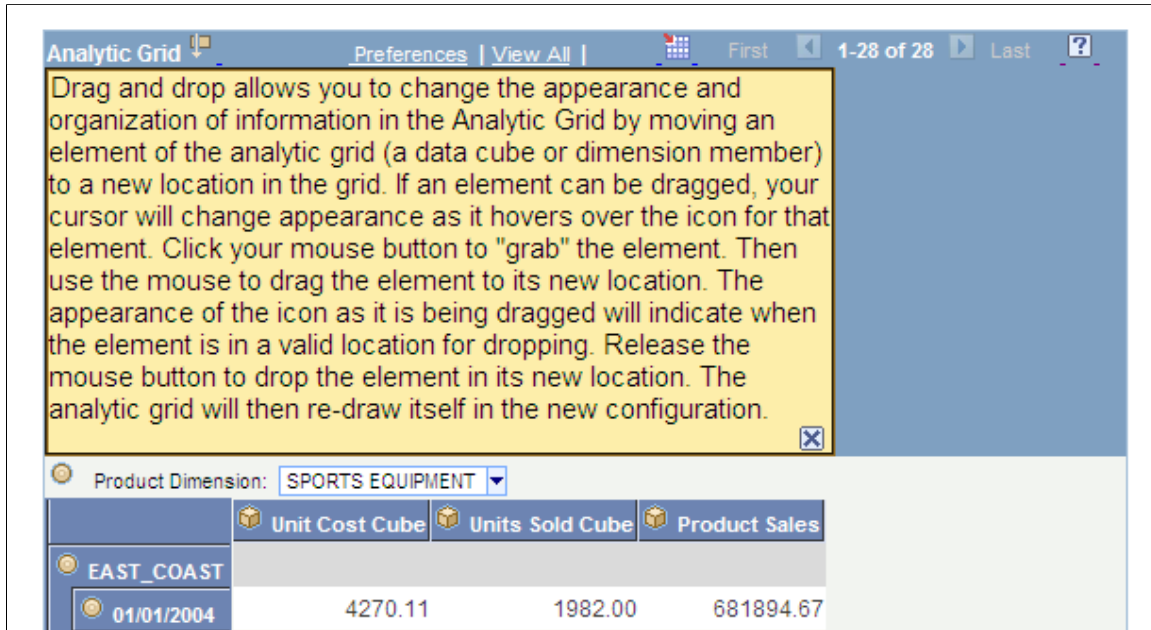 Analytic Grid Preferences | View All | First 1-28 of 28 Last ?
Drag and drop allows you to change the appearance and
organization of information in the Analytic Grid by moving an
element of the analytic grid (a data cube or dimension member)
to a new location in the grid. If an element can be dragged, your
cursor will change appearance as it hovers over the icon for that
element. Click your mouse button to "grab" the element. Then
use the mouse to drag the element to its new location. The
appearance of the icon as it is being dragged will indicate when
the element is in a valid location for dropping. Release the
mouse button to drop the element in its new location. The
analytic grid will then re-draw itself in the new configuration.
Product Dimension: SPORTS EQUIPMENT
Unit Cost Cube Units Sold Cube Product Sales
EAST_COAST
01/01/2004 4270.11 1982.00 681894.67